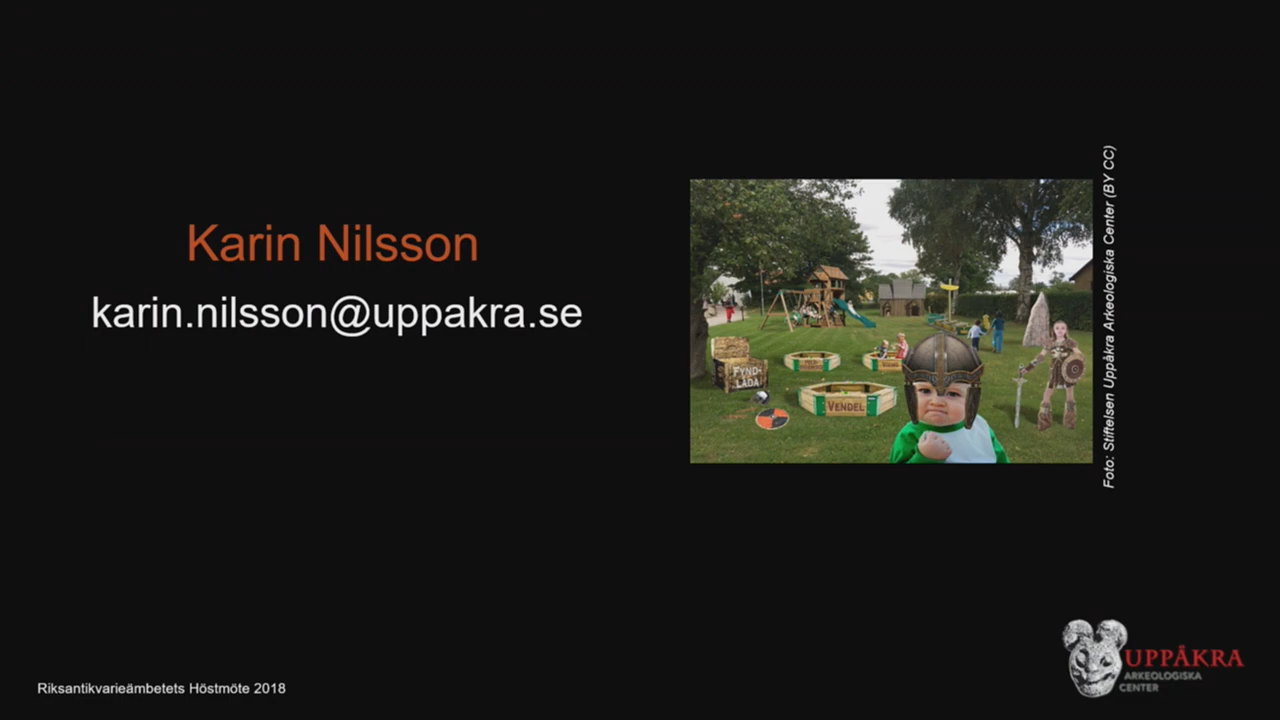 Karin Nilsson
karin.nilsson@uppakra.se
FYND-
LÅDA
VENDEL
Foto: Stiftelsen Uppåkra Arkeologiska Center (BY CC)
Riksantikvarieämbetets Höstmöte 2018
UPPÅKRA
ARKEOLOGISKA
CENTER